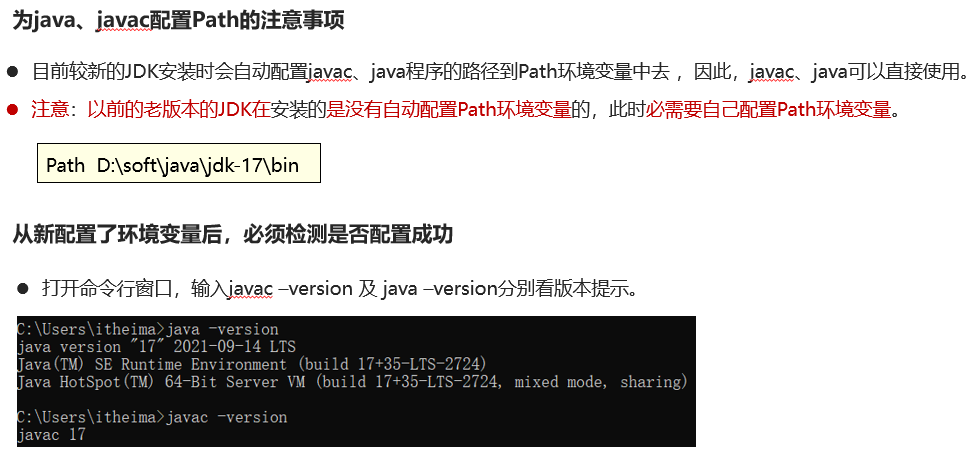 为java、javac配置Path的注意事项
● 目前较新的JDK安装时会自动配置javac、java程序的路径到Path环境变量中去 ，因此，javac、java可以直接使用。
● 注意：以前的老版本的JDK在安装的是没有自动配置Path环境变量的，此时必需要自己配置Path环境变量。
Path D:\soft\java\jdk-17\bin
从新配置了环境变量后，必须检测是否配置成功
● 打开命令行窗口，输入javac –version 及 java –version分别看版本提示。
C:\Users\itheima>java -version
java version "17" 2021-09-14 LTS
Java(TM) SE Runtime Environment (build 17+35-LTS-2724)
Java HotSpot(TM) 64-Bit Server VM (build 17+35-LTS-2724, mixed mode, sharing)
C:\Users\itheima>javac -version
javac 17